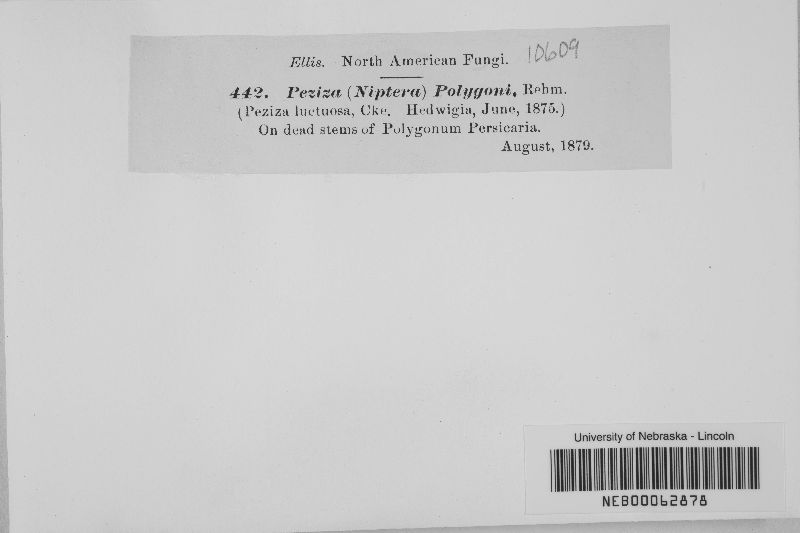 Ellis. North American Fungi. 10609
442. Peziza (Niptera) Polygoni, Rehm.
(Peziza luctuosa, Cke. Hedwigia, June, 1875.)
On dead stems of Polygonum Persicaria.
August, 1879.
University of Nebraska - Lincoln
NEB00062878